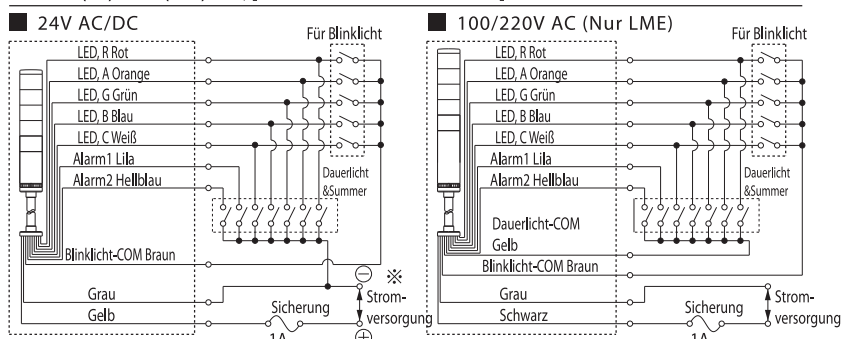 24V AC/DC
Für Blinklicht
LED, R Rot
LED, A Orange
LED, G Grün
LED, B Blau
LED, C Weiß
Alarm1 Lila
Alarm2 Hellblau
Dauerlicht
&Summer
Blinklicht-COM Braun
Grau
Gelb
Sicherung
1A
⊖ ※
Strom-
versorgung
⊕
100/220V AC (Nur LME)
Für Blinklicht
LED, R Rot
LED, A Orange
LED, G Grün
LED, B Blau
LED, C Weiß
Alarm1 Lila
Alarm2 Hellblau
Dauerlicht
&Summer
Dauerlicht-COM
Gelb
Blinklicht-COM Braun
Grau
Schwarz
Sicherung
1A
Strom-
versorgung